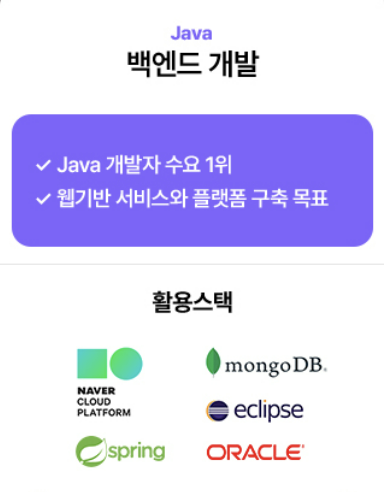 Java
백엔드 개발
✓ Java 개발자 수요 1위
✓ 웹기반 서비스와 플랫폼 구축 목표
활용스택
NAVER
CLOUD
PLATFORM
mongoDB®
eclipse
spring
ORACLE®